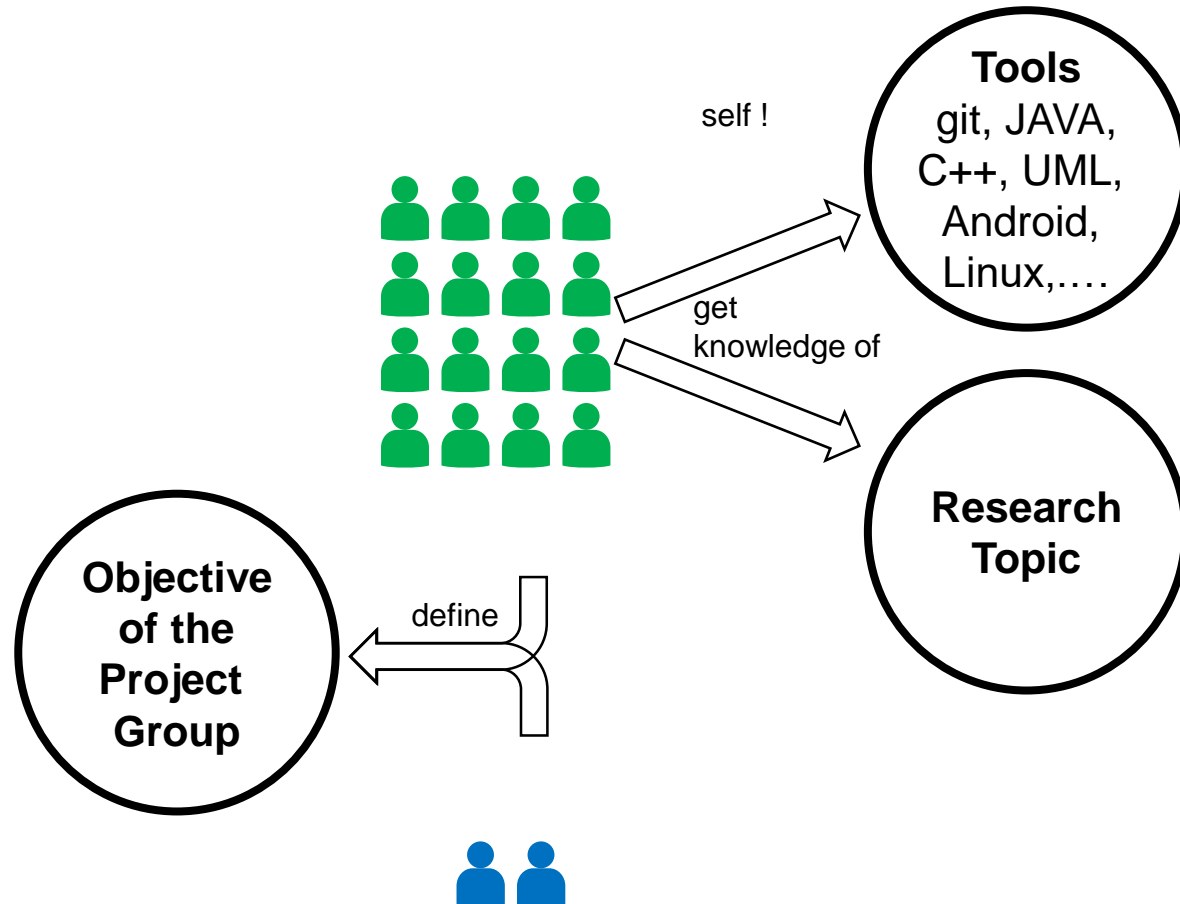 Tools
git, JAVA,
C++, UML,
Android,
Linux,....
self !
get
knowledge of
Research
Topic
Objective
of the
Project
Group
define